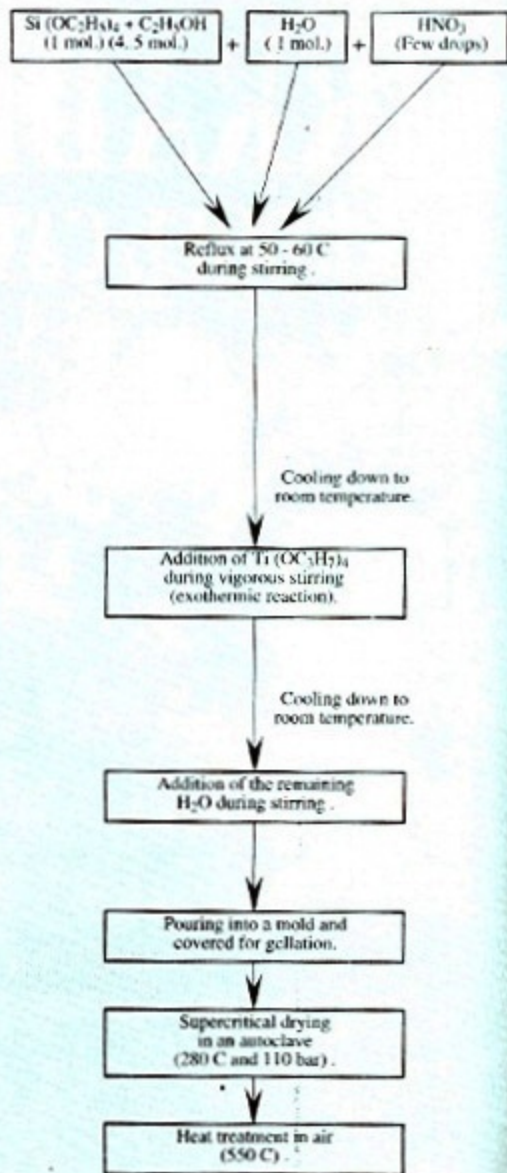 Si (OC₂H₅)₄ + C₂H₅OH
(1 mol.) (4, 5 mol.)
+
H₂O
( 1 mol.)
+
HNO₃
(Few drops)
Reflux at 50 - 60 C
during stirring .
Cooling down to
room temperature.
Addition of Ti (OC₃H₇)₄
during vigorous stirring
(exothermic reaction).
Cooling down to
room temperature.
Addition of the remaining
H₂O during stirring .
Pouring into a mold and
covered for gellation.
Supercritical drying
in an autoclave
(280 C and 110 bar) .
Heat treatment in air
(550 C) .